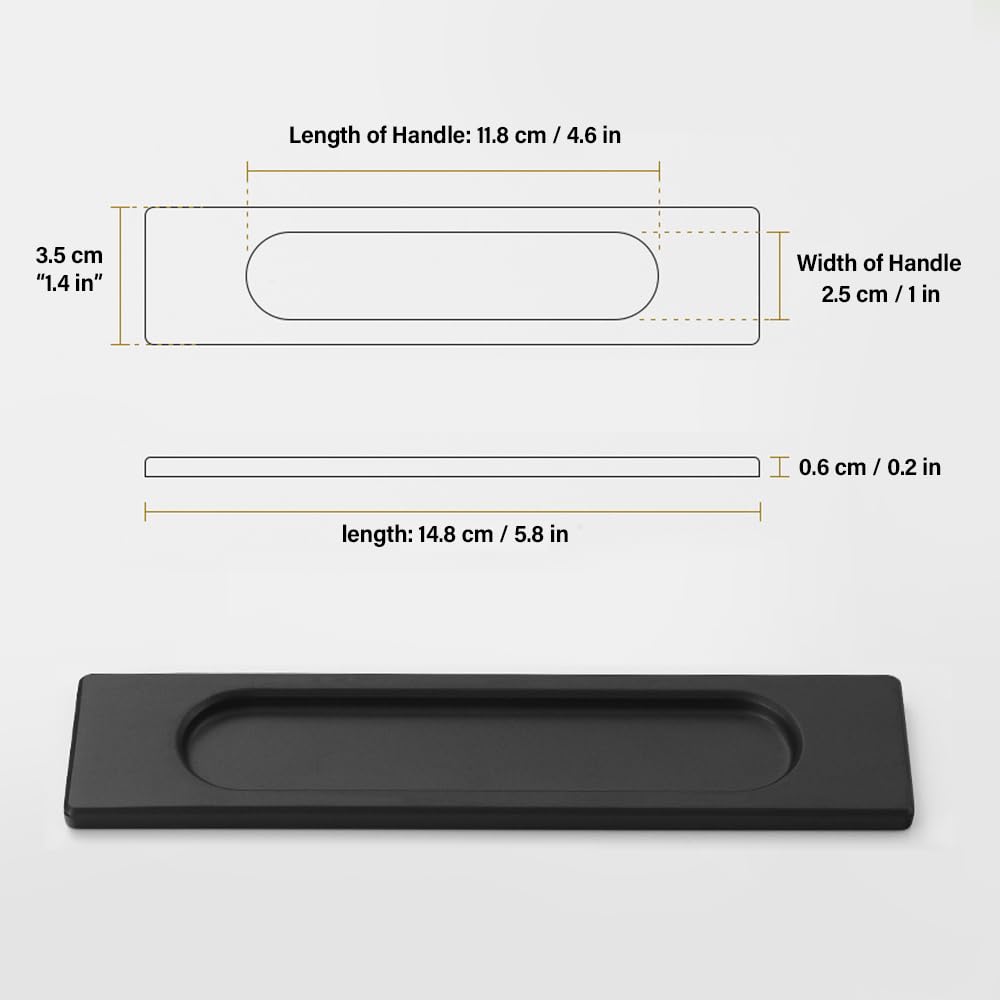 Length of Handle: 11.8 cm / 4.6 in
3.5 cm
“1.4 in”
Width of Handle
2.5 cm / 1 in
0.6 cm / 0.2 in
length: 14.8 cm / 5.8 in